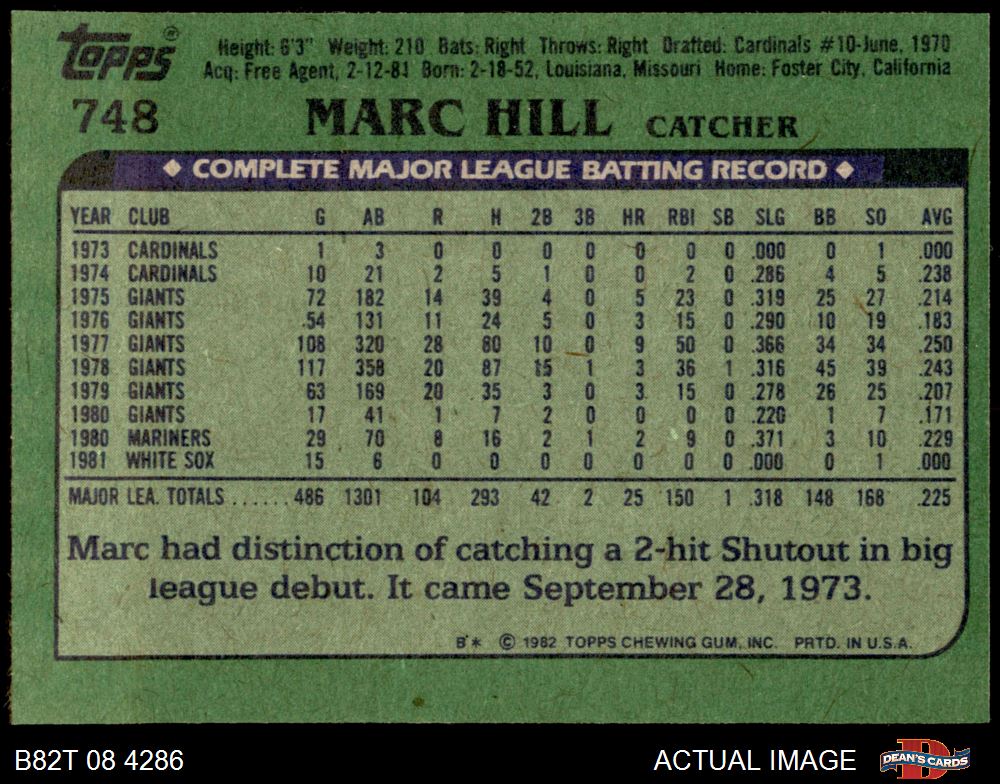 topps®
Height: 6'3" Weight: 210 Bats: Right Throws: Right Drafted: Cardinals #10-June, 1970
Acq: Free Agent, 2-12-81 Born: 2-18-52, Louisiana, Missouri Home: Foster City, California
748 MARC HILL CATCHER
◆ COMPLETE MAJOR LEAGUE BATTING RECORD ◆
YEAR CLUB G AB R H 2B 3B HR RBI SB SLG BB SO AVG
1973 CARDINALS 1 3 0 0 0 0 0 0 0 .000 0 1 .000
1974 CARDINALS 10 21 2 5 1 0 0 2 0 .286 4 5 .238
1975 GIANTS 72 182 14 39 4 0 5 23 0 .319 25 27 .214
1976 GIANTS 54 131 11 24 5 0 3 15 0 .290 10 19 .183
1977 GIANTS 108 320 28 80 10 0 9 50 0 .366 34 34 .250
1978 GIANTS 117 358 20 87 15 1 3 36 1 .316 45 39 .243
1979 GIANTS 63 169 20 35 3 0 3 15 0 .278 26 25 .207
1980 GIANTS 17 41 1 7 2 0 0 0 0 .220 1 7 .171
1980 MARINERS 29 70 8 16 2 1 2 9 0 .371 3 10 .229
1981 WHITE SOX 15 6 0 0 0 0 0 0 0 .000 0 1 .000
MAJOR LEA. TOTALS ...... 486 1301 104 293 42 2 25 150 1 .318 148 168 .225
Marc had distinction of catching a 2-hit Shutout in big
league debut. It came September 28, 1973.
B* © 1982 TOPPS CHEWING GUM, INC. PRTD. IN U.S.A.
B82T 08 4286 ACTUAL IMAGE DEAN'S CARDS